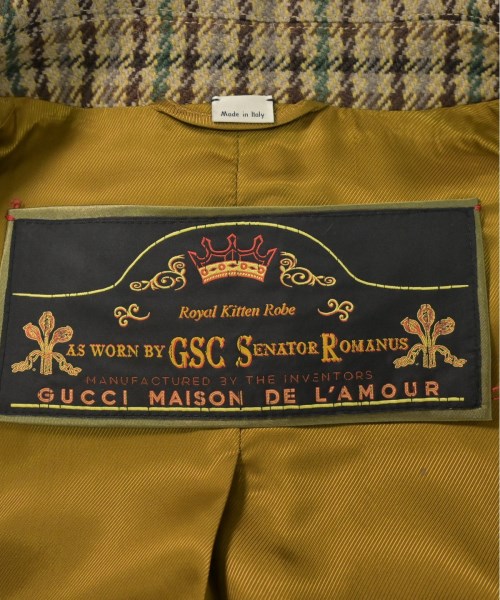 Made in Italy
Royal Kitten Robe
AS WORN BY GSC SENATOR ROMANUS
MANUFACTURED BY THE INVENTORS
GUCCI MAISON DE L'AMOUR